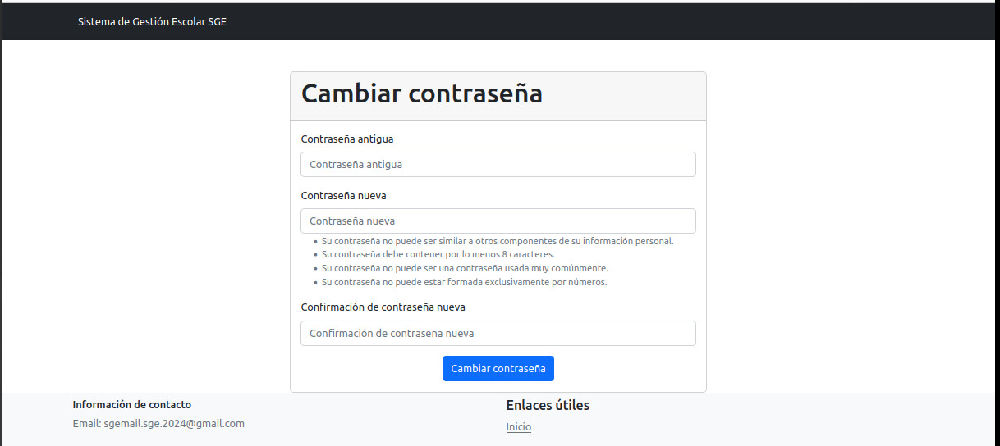 Sistema de Gestión Escolar SGE
Cambiar contraseña
Contraseña antigua
Contraseña antigua
Contraseña nueva
Contraseña nueva
• Su contraseña no puede ser similar a otros componentes de su información personal.
• Su contraseña debe contener por lo menos 8 caracteres.
• Su contraseña no puede ser una contraseña usada muy comúnmente.
• Su contraseña no puede estar formada exclusivamente por números.
Confirmación de contraseña nueva
Confirmación de contraseña nueva
Cambiar contraseña
Información de contacto
Email: sgemail.sge.2024@gmail.com
Enlaces útiles
Inicio